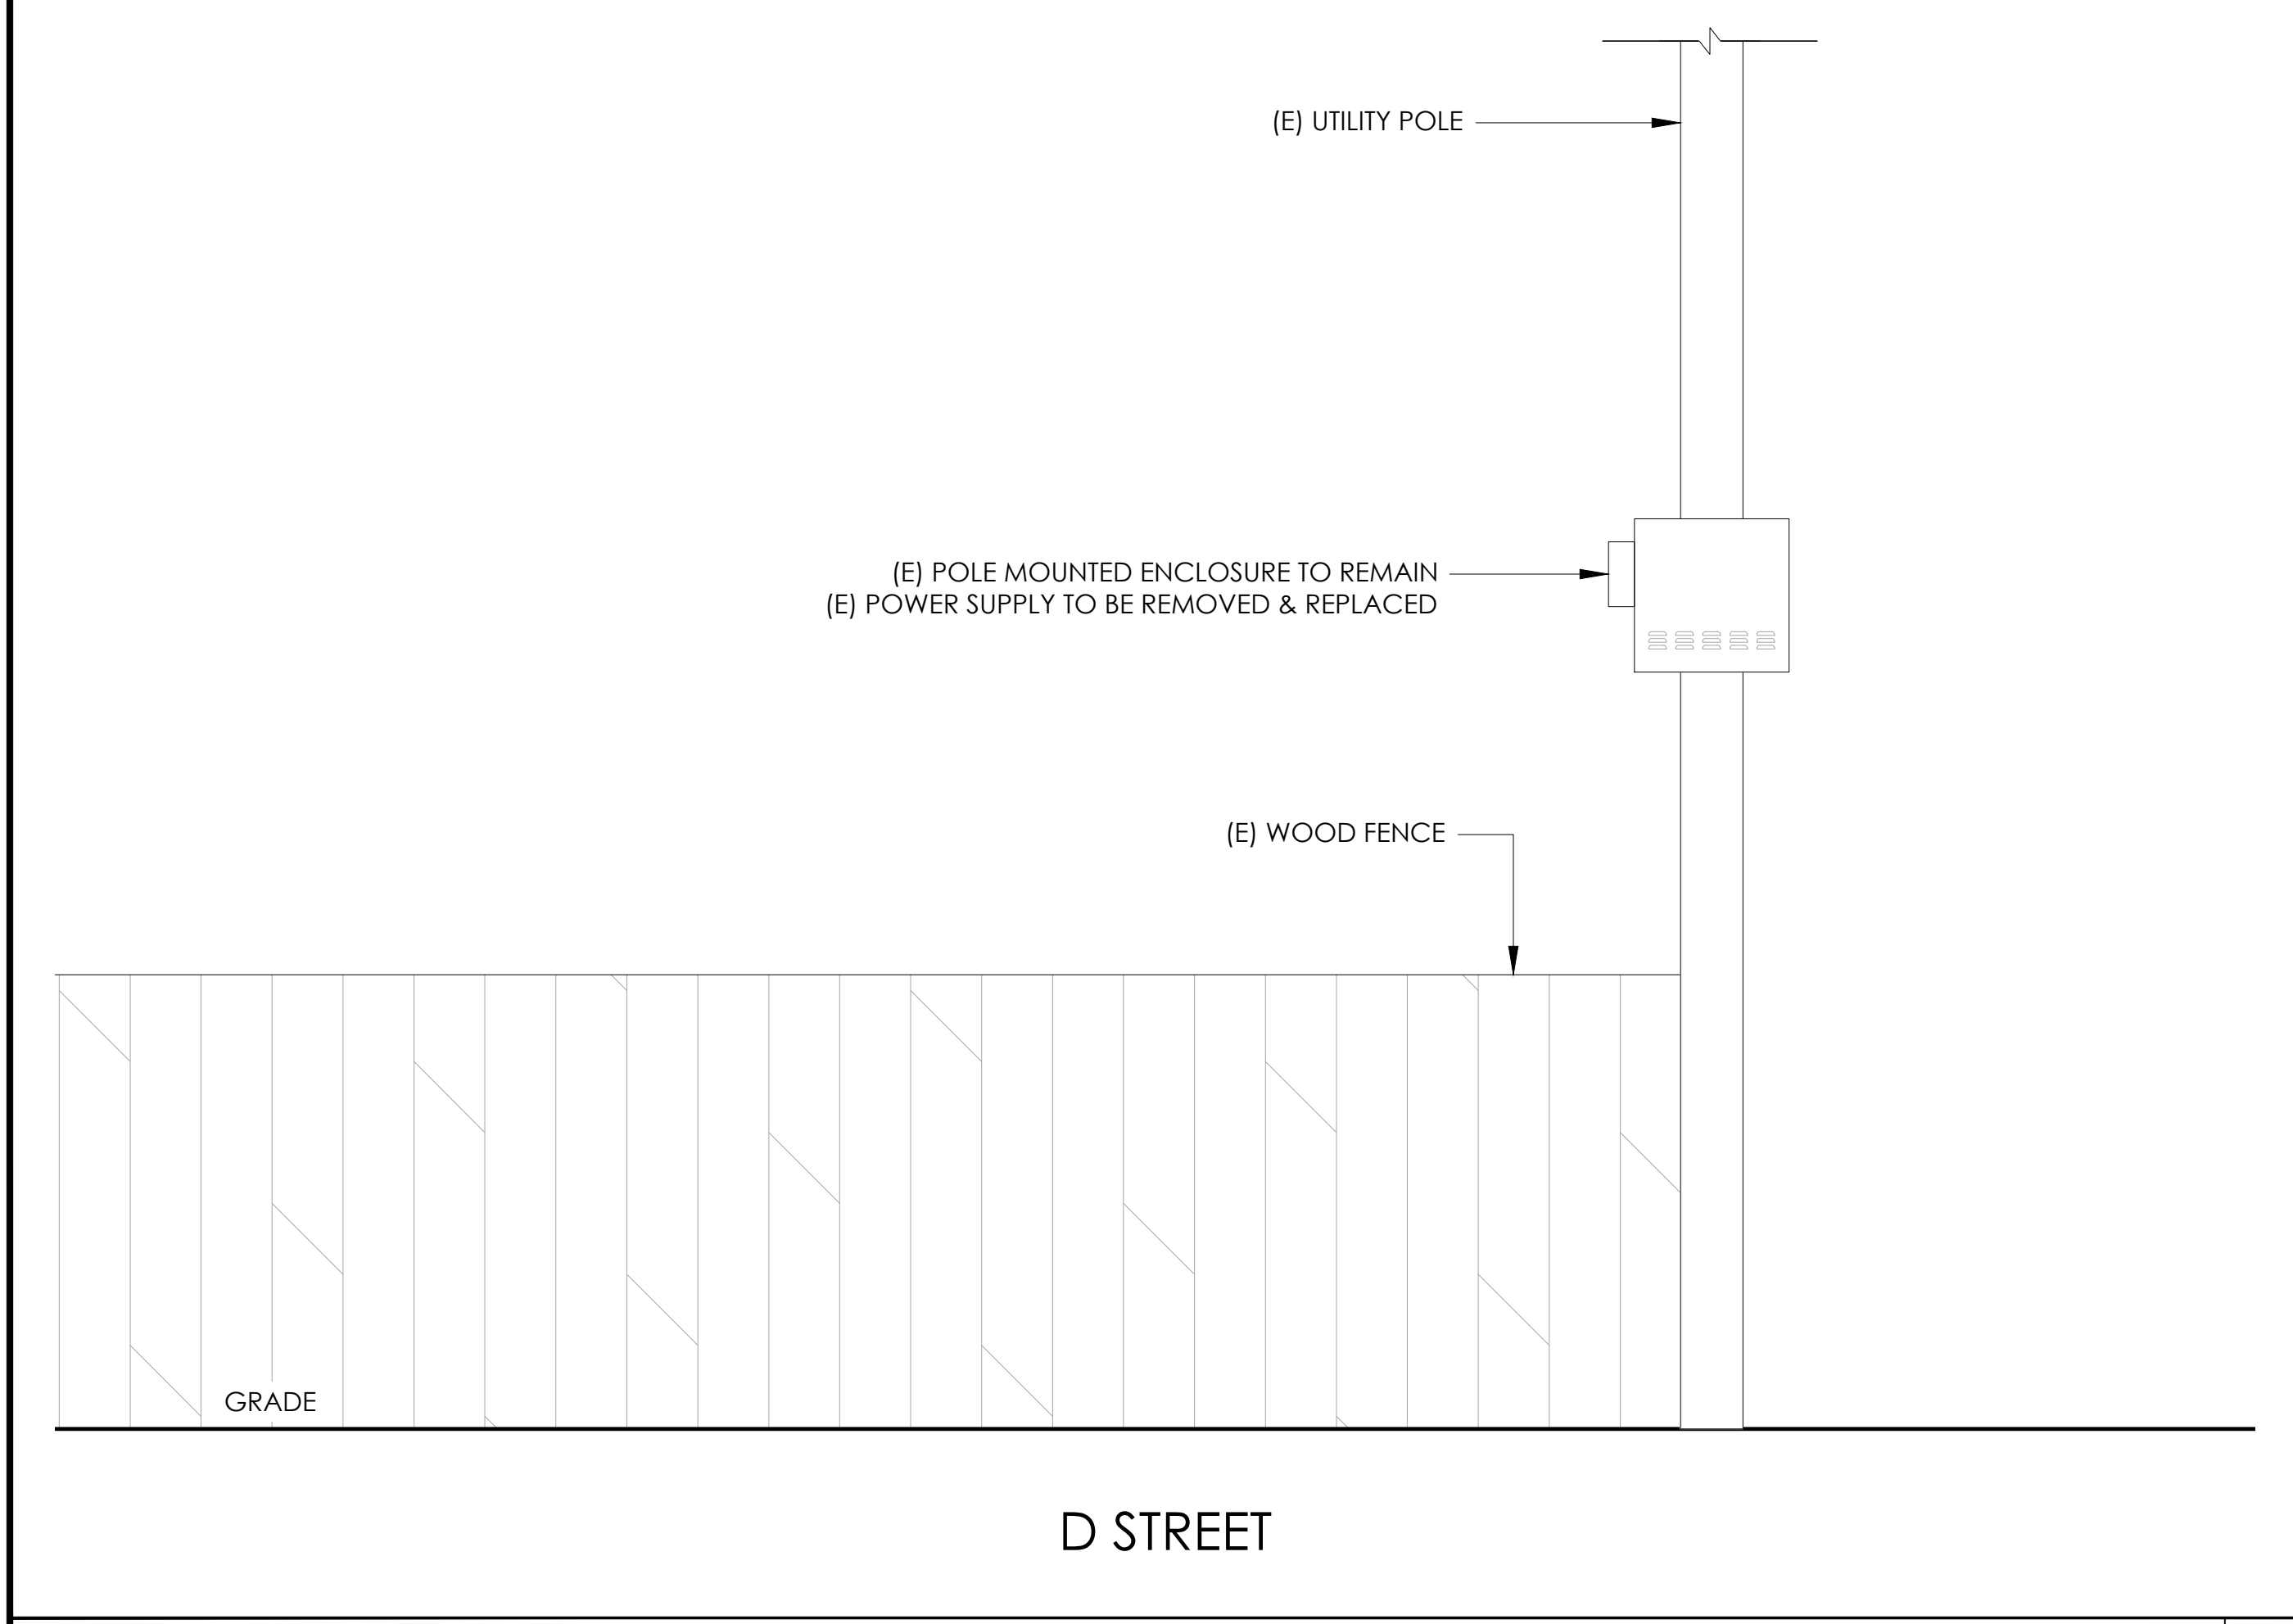 (E) UTILITY POLE
(E) POLE MOUNTED ENCLOSURE TO REMAIN
(E) POWER SUPPLY TO BE REMOVED & REPLACED
(E) WOOD FENCE
GRADE
D STREET